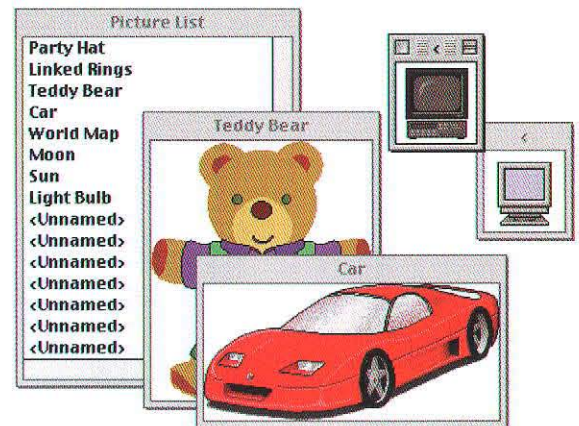 Picture List
Party Hat
Linked Rings
Teddy Bear
Car
World Map
Moon
Sun
Light Bulb
<Unnamed>
<Unnamed>
<Unnamed>
<Unnamed>
<Unnamed>
<Unnamed>
<Unnamed>
Teddy Bear
Car
<
<